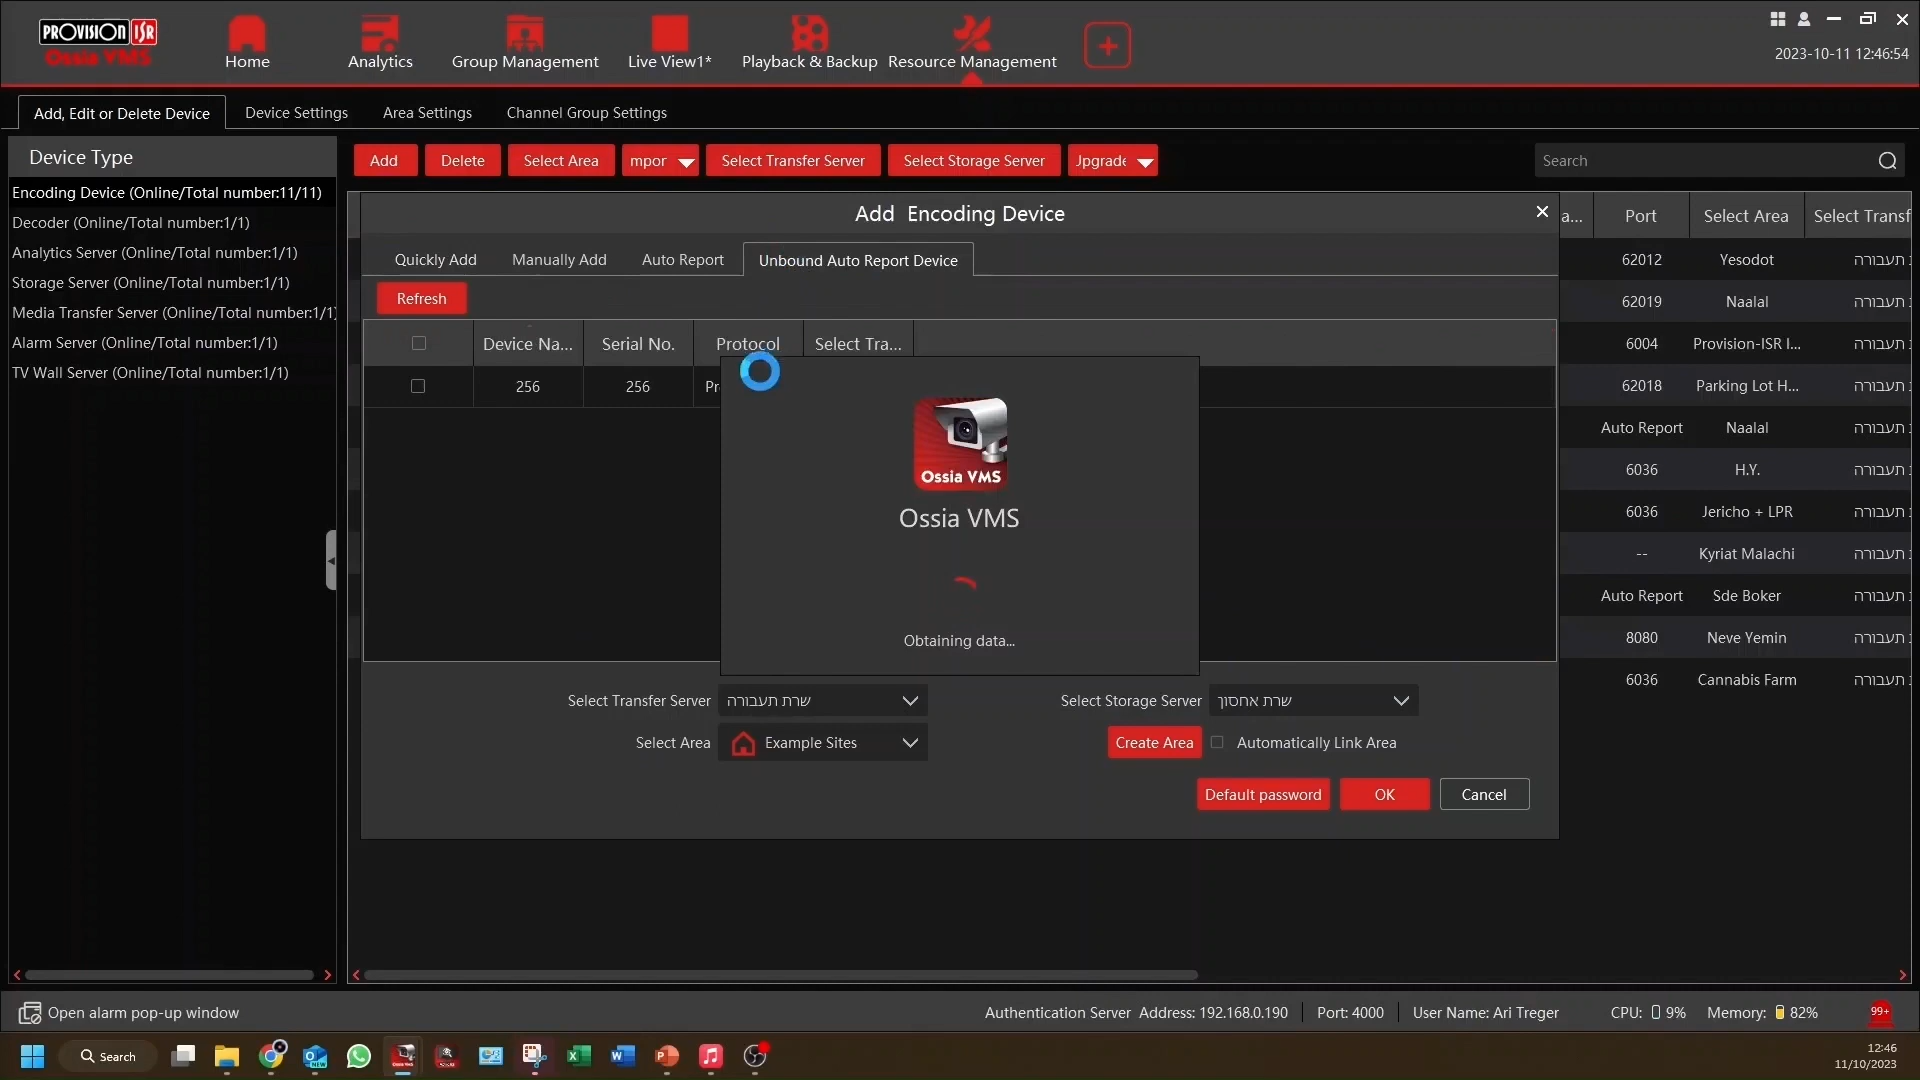 PROVISION ISR
Ossia VMS
Home
Analytics
Group Management
Live View1*
Playback & Backup
Resource Management
2023-10-11 12:46:54
Add, Edit or Delete Device
Device Settings
Area Settings
Channel Group Settings
Device Type
Encoding Device (Online/Total number:11/11)
Decoder (Online/Total number:1/1)
Analytics Server (Online/Total number:1/1)
Storage Server (Online/Total number:1/1)
Media Transfer Server (Online/Total number:1/1)
Alarm Server (Online/Total number:1/1)
TV Wall Server (Online/Total number:1/1)
Add
Delete
Select Area
mpor
Select Transfer Server
Select Storage Server
Jpgrade
Search
Add Encoding Device
Quickly Add
Manually Add
Auto Report
Unbound Auto Report Device
Refresh
Device Na... Serial No. Protocol Select Tra...
256 256 Pr
Ossia VMS
Ossia VMS
Obtaining data...
Select Transfer Server שרת תעבורה
Select Storage Server שרת אחסון
Select Area Example Sites
Create Area
Automatically Link Area
Default password
OK
Cancel
a... Port Select Area Select Transf
62012 Yesodot תעבורה
62019 Naalal תעבורה
6004 Provision-ISR I... תעבורה
62018 Parking Lot H... תעבורה
Auto Report Naalal תעבורה
6036 H.Y. תעבורה
6036 Jericho + LPR תעבורה
-- Kyriat Malachi תעבורה
Auto Report Sde Boker תעבורה
8080 Neve Yemin תעבורה
6036 Cannabis Farm תעבורה
Open alarm pop-up window
Authentication Server Address: 192.168.0.190
Port: 4000
User Name: Ari Treger
CPU: 9%
Memory: 82%
99+
Search
NEW
12:46
11/10/2023